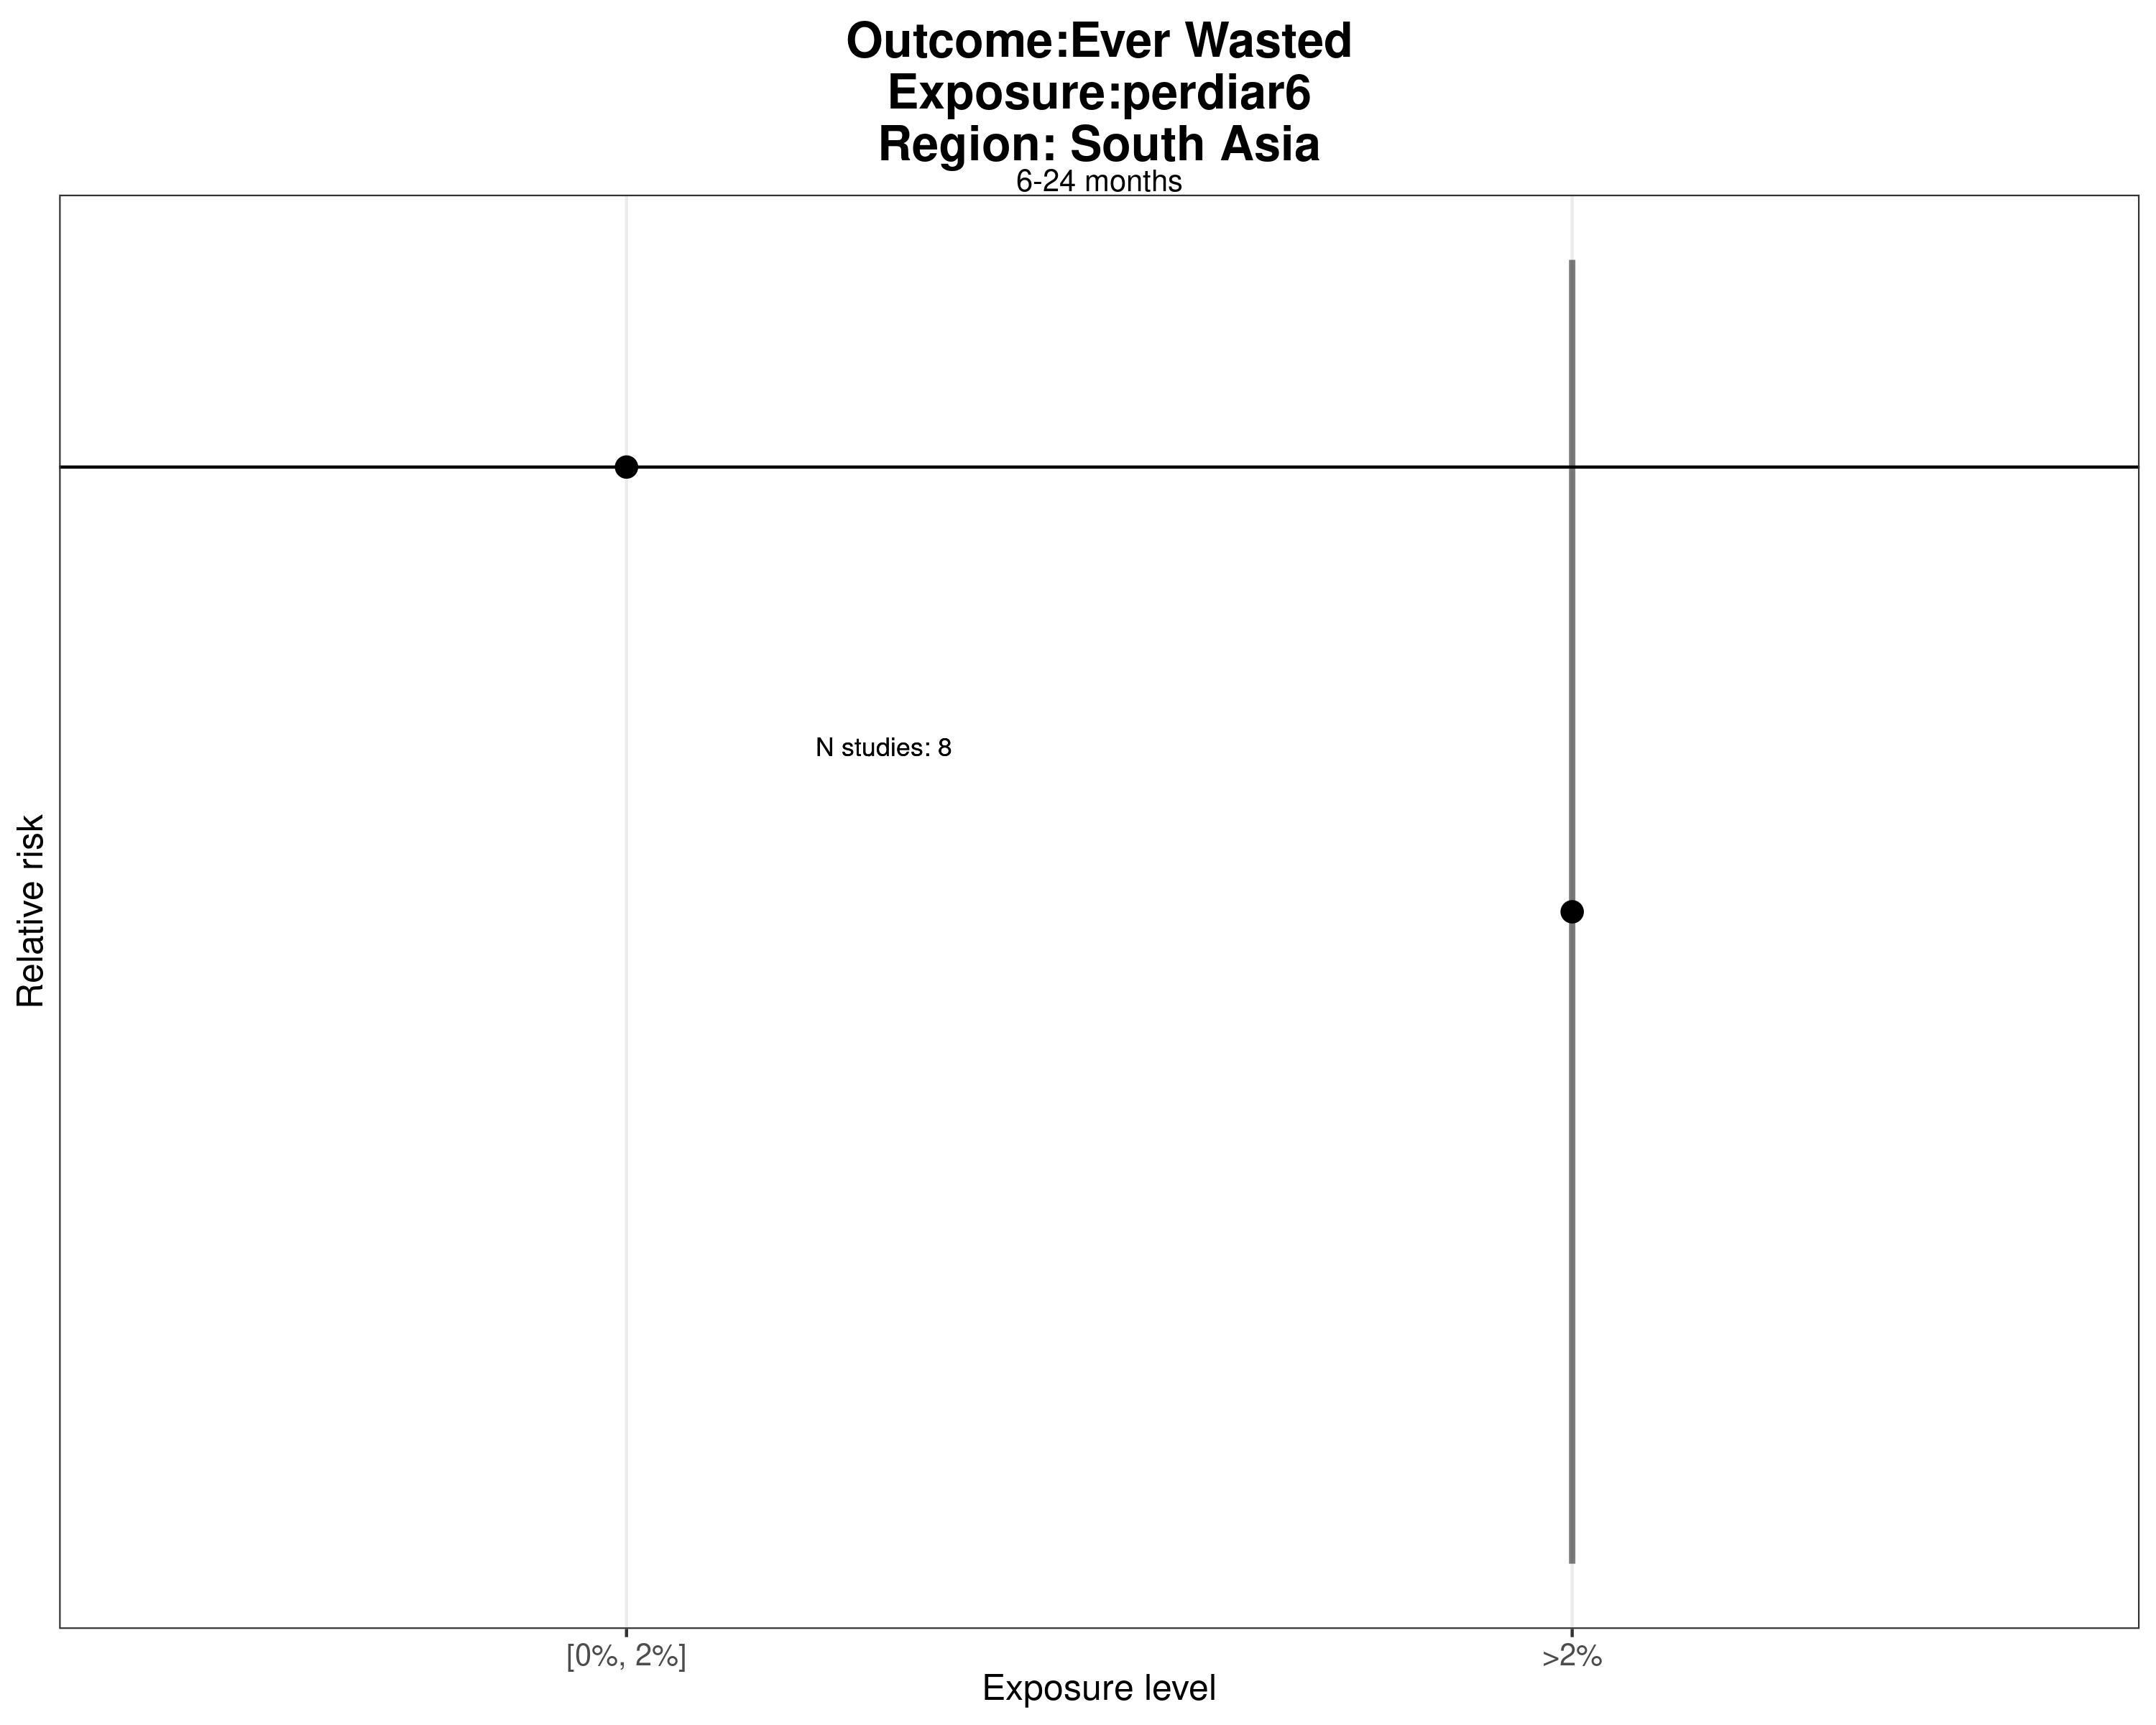 Outcome:Ever Wasted
Exposure:perdiar6
Region: South Asia
6-24 months
N studies: 8
Relative risk
[0%, 2%]
>2%
Exposure level